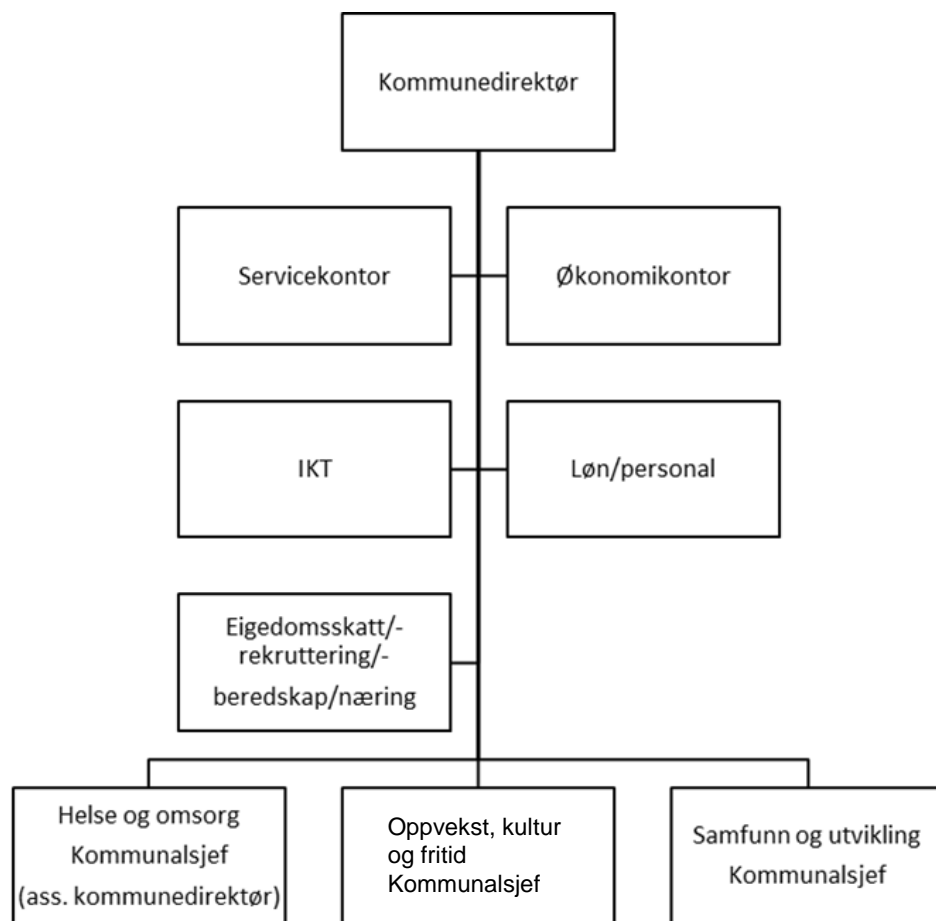 Kommunedirektør
Servicekontor
Økonomikontor
IKT
Løn/personal
Eigedomsskatt/-
rekruttering/-
beredskap/næring
Helse og omsorg
Kommunalsjef
(ass. kommunedirektør)
Oppvekst, kultur
og fritid
Kommunalsjef
Samfunn og utvikling
Kommunalsjef